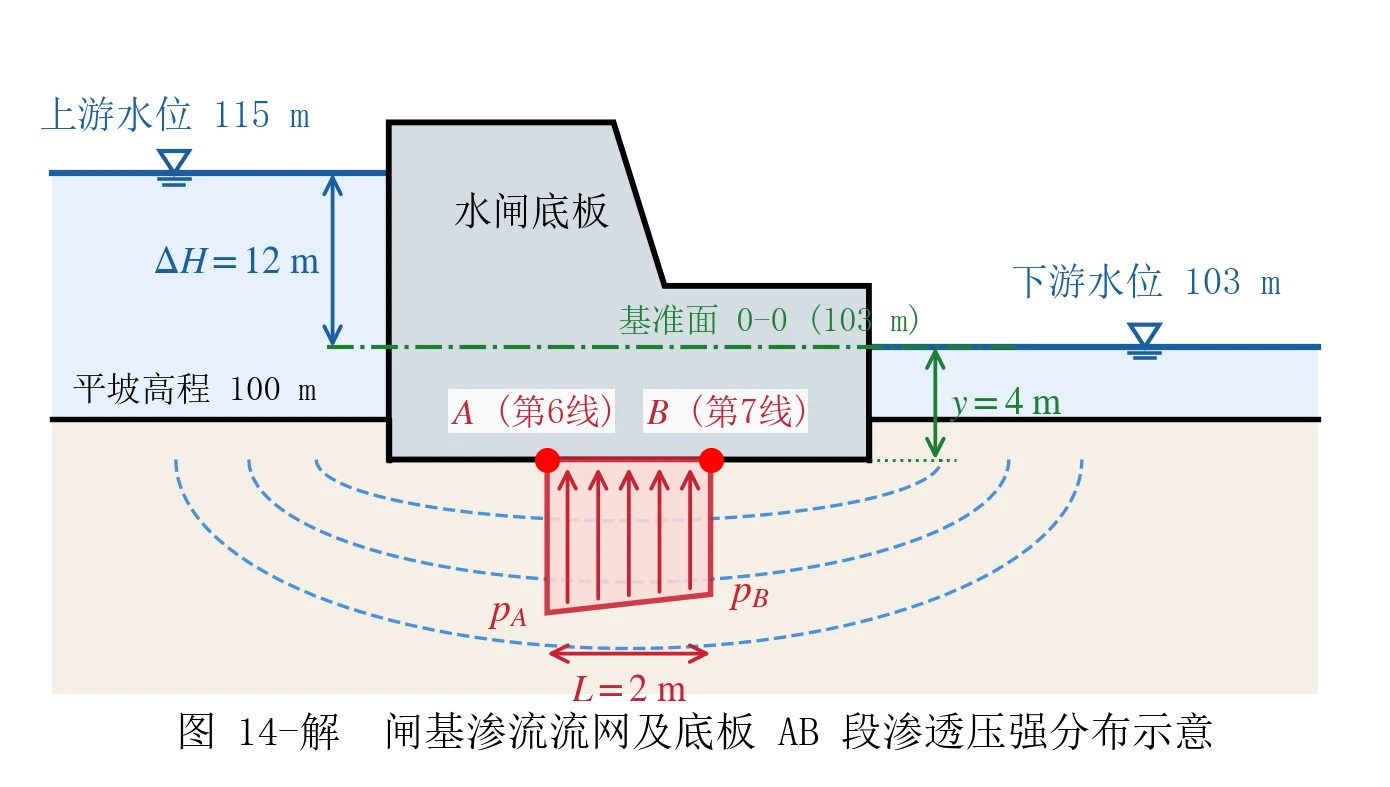 上游水位 115 m
水闸底板
ΔH=12 m
下游水位 103 m
基准面 0-0 (103 m)
平坡高程 100 m
A (第6线)
B (第7线)
y=4 m
p_A
p_B
L=2 m
图 14-解 闸基渗流流网及底板 AB 段渗透压强分布示意